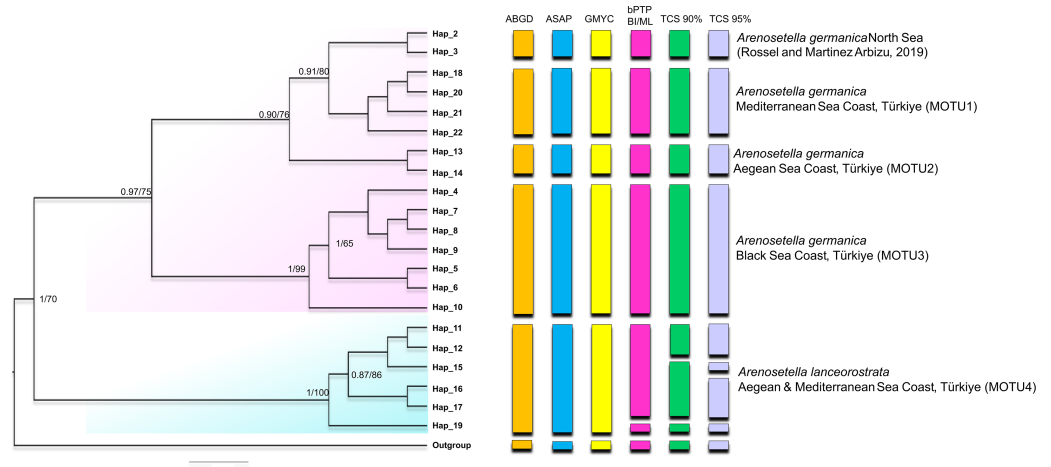 ABGD ASAP GMYC bPTP BI/ML TCS 90% TCS 95%
Hap_2
Hap_3
Hap_18
Hap_20
Hap_21
Hap_22
Hap_13
Hap_14
Hap_4
Hap_7
Hap_8
Hap_9
Hap_5
Hap_6
Hap_10
Hap_11
Hap_12
Hap_15
Hap_16
Hap_17
Hap_19
Outgroup
0.91/80
0.90/76
0.97/75
1/65
1/99
1/70
0.87/86
1/100
Arenosetella germanica North Sea
(Rossel and Martinez Arbizu, 2019)
Arenosetella germanica
Mediterranean Sea Coast, Türkiye (MOTU1)
Arenosetella germanica
Aegean Sea Coast, Türkiye (MOTU2)
Arenosetella germanica
Black Sea Coast, Türkiye (MOTU3)
Arenosetella lanceorostrata
Aegean & Mediterranean Sea Coast, Türkiye (MOTU4)